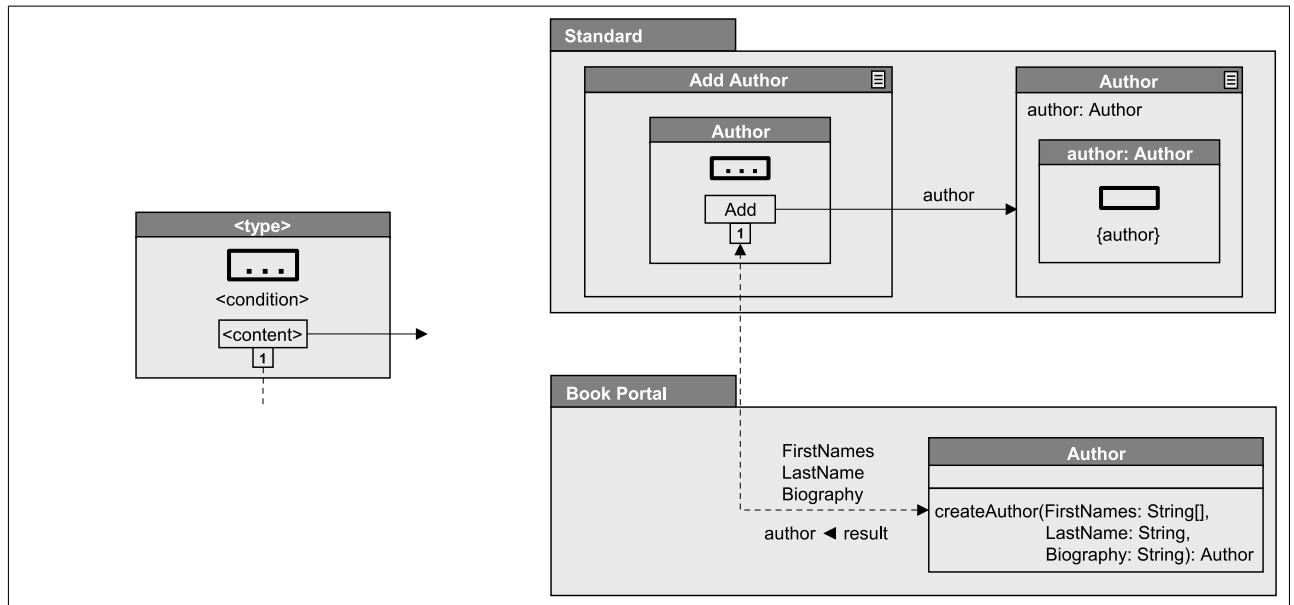 <type>
. . .
<condition>
<content>
1
Standard
Add Author
Author
. . .
Add
1
author
Author
author: Author
author: Author
{author}
Book Portal
FirstNames
LastName
Biography
author ◄ result
Author
createAuthor(FirstNames: String[],
LastName: String,
Biography: String): Author